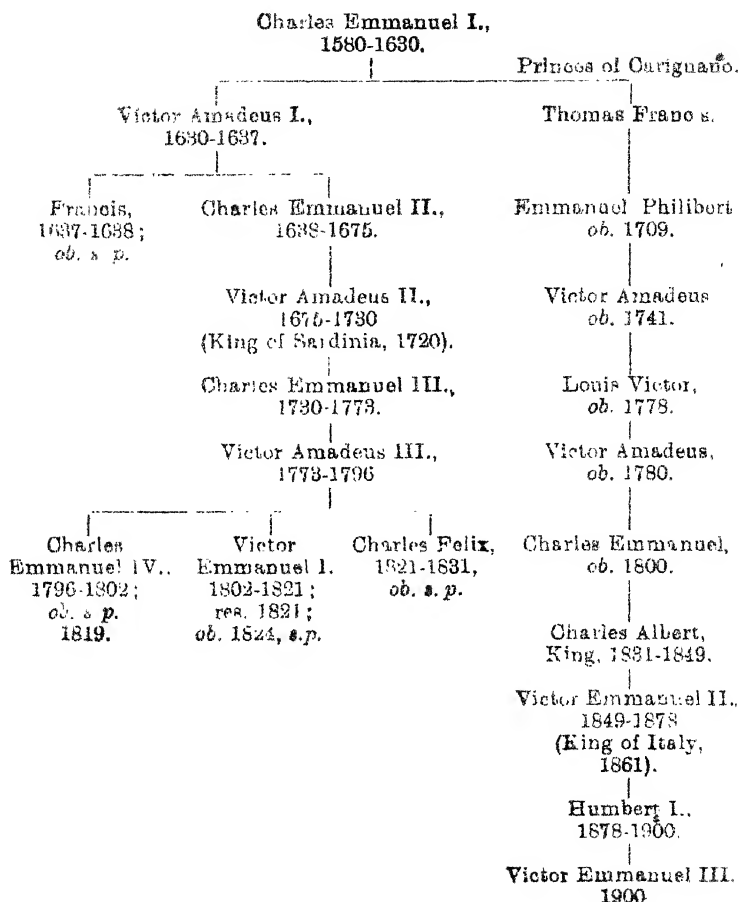 Charles Emmanuel I.,
1580-1630.
Princes of Carignano.
Victor Amadeus I.,
1630-1637.
Thomas Franc s.
Francis,
1637-1638;
ob. s p.
Charles Emmanuel II.,
1638-1675.
Emmanuel Philibert
ob. 1709.
Victor Amadeus II.,
1675-1730
(King of Sardinia, 1720).
Victor Amadeus
ob. 1741.
Charles Emmanuel III.,
1730-1773.
Louis Victor,
ob. 1778.
Victor Amadeus III.,
1773-1796
Victor Amadeus,
ob. 1780.
Charles
Emmanuel IV.,
1796-1802;
ob. s p.
1819.
Victor
Emmanuel I.
1802-1821;
res. 1821;
ob. 1824, s.p.
Charles Felix,
1821-1831,
ob. s. p.
Charles Emmanuel,
ob. 1800.
Charles Albert,
King, 1831-1849.
Victor Emmanuel II.,
1849-1878
(King of Italy,
1861).
Humbert I.,
1878-1900.
Victor Emmanuel III.
1900